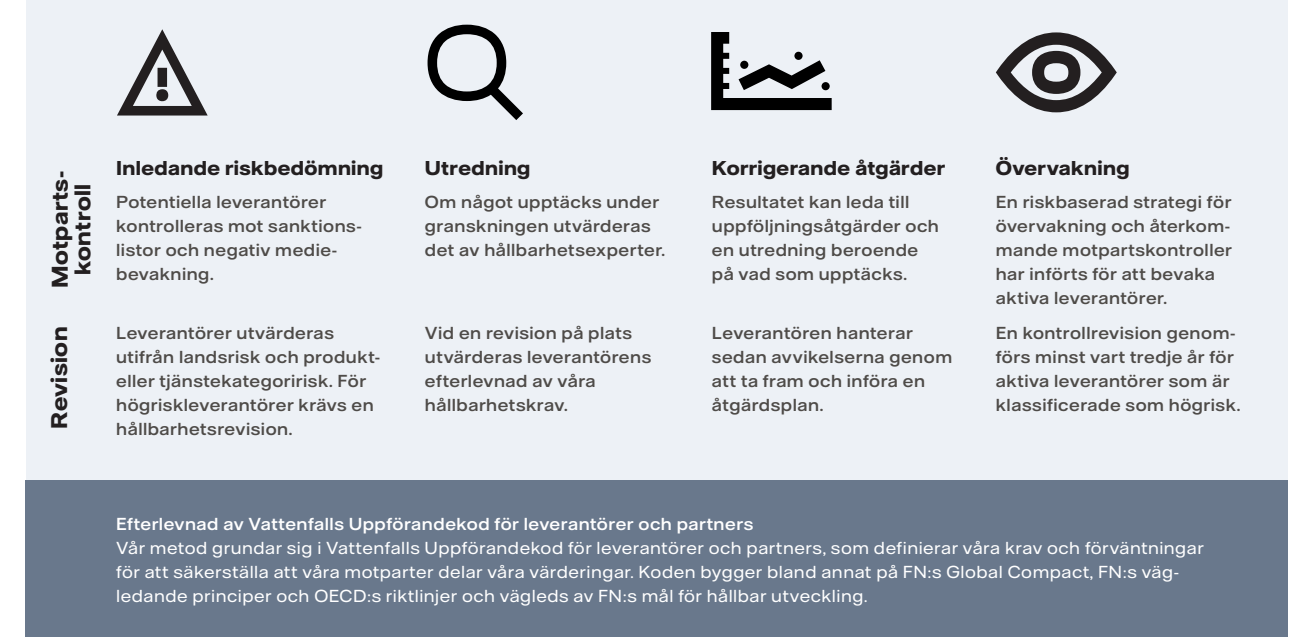 Motparts-
kontroll
Inledande riskbedömning
Potentiella leverantörer
kontrolleras mot sanktions-
listor och negativ medie-
bevakning.
Utredning
Om något upptäcks under
granskningen utvärderas
det av hållbarhetsexperter.
Korrigerande åtgärder
Resultatet kan leda till
uppföljningsåtgärder och
en utredning beroende
på vad som upptäcks.
Övervakning
En riskbaserad strategi för
övervakning och återkom-
mande motpartskontroller
har införts för att bevaka
aktiva leverantörer.
Revision
Leverantörer utvärderas
utifrån landsrisk och produkt-
eller tjänstekategoririsk. För
högriskleverantörer krävs en
hållbarhetsrevision.
Vid en revision på plats
utvärderas leverantörens
efterlevnad av våra
hållbarhetskrav.
Leverantören hanterar
sedan avvikelserna genom
att ta fram och införa en
åtgärdsplan.
En kontrollrevision genom-
förs minst vart tredje år för
aktiva leverantörer som är
klassificerade som högrisk.
Efterlevnad av Vattenfalls Uppförandekod för leverantörer och partners
Vår metod grundar sig i Vattenfalls Uppförandekod för leverantörer och partners, som definierar våra krav och förväntningar
för att säkerställa att våra motparter delar våra värderingar. Koden bygger bland annat på FN:s Global Compact, FN:s väg-
ledande principer och OECD:s riktlinjer och vägleds av FN:s mål för hållbar utveckling.